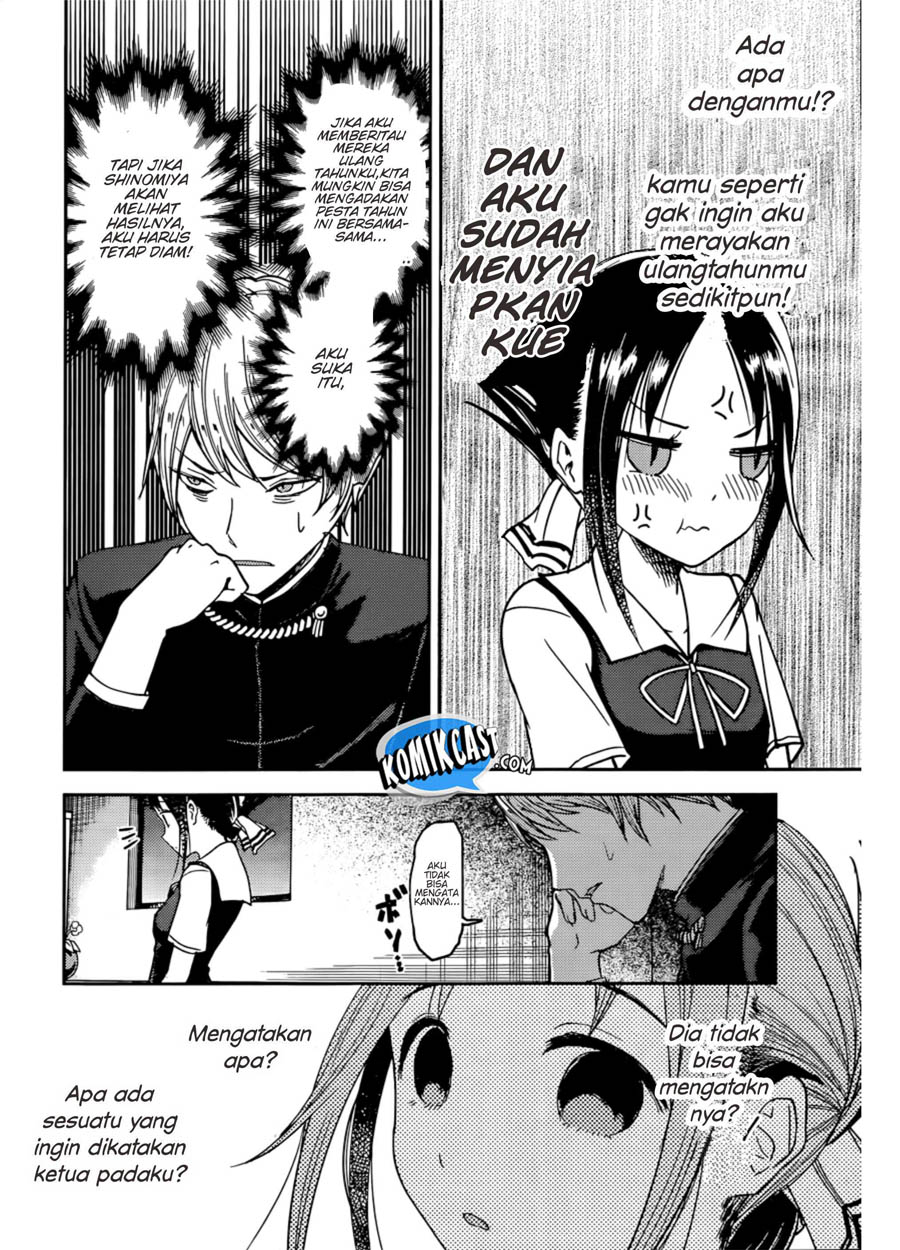 Ada
apa
denganmu!?
kamu seperti
gak ingin aku
merayakan
ulangtahunmu
sedikitpun!
DAN
AKU
SUDAH
MENYIA
PKAN
KUE
JIKA AKU
MEMBERITAU
MEREKA
ULANG
TAHUNKU,KITA
MUNGKIN BISA
MENGADAKAN
PESTA TAHUN
INI BERSAMA-
SAMA...
..
AKU
SUKA
ITU,
TAPI JIKA
SHINOMIYA
AKAN
MELIHAT
HASILNYA,
AKU HARUS
TETAP DIAM!
KOMIKCAST
.COM
AKU
TIDAK
BISA
MENGATA
KANNYA...
ボソ…
Dia tidak
bisa
mengatakn
nya?
Mengatakan
apa?
Apa ada
sesuatu yang
ingin dikatakan
ketua padaku?